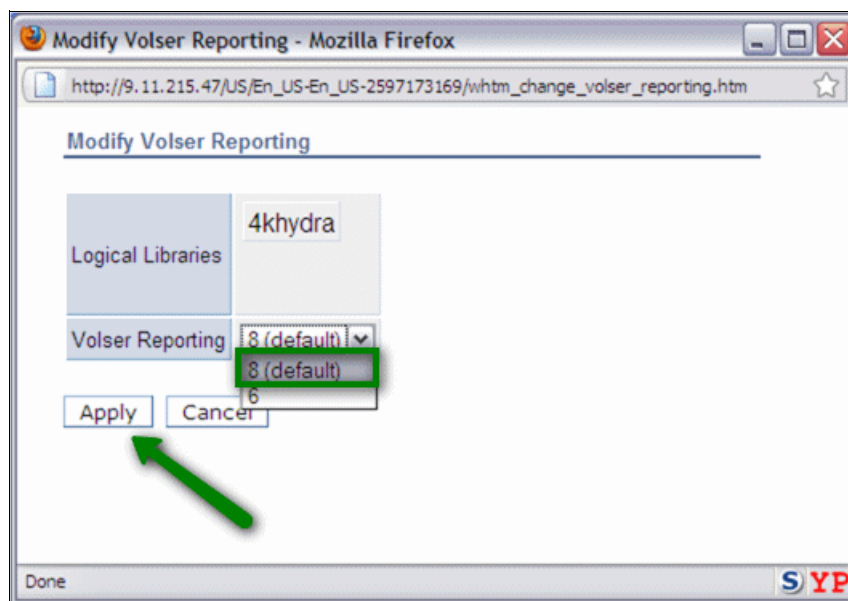 Modify Volser Reporting - Mozilla Firefox
http://9.11.215.47/US/En_US-En_US-2597173169/whtm_change_volser_reporting.htm
Modify Volser Reporting
Logical Libraries
4khydra
Volser Reporting
8 (default)
8 (default)
6
Apply
Cancel
Done
S YP